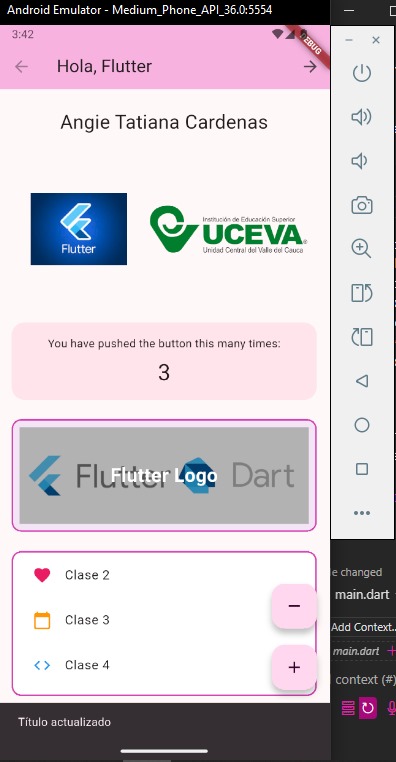 Android Emulator - Medium_Phone_API_36.0:5554
3:42
DEBUG
Hola, Flutter
Angie Tatiana Cardenas
Flutter
Institución de Educación Superior
UCEVA
Unidad Central del Valle del Cauca
You have pushed the button this many times:
3
Flutter Dart
Flutter Logo
Clase 2
Clase 3
Clase 4
Título actualizado
e changed
main.dart
Add Context...
main.dart
context (#)